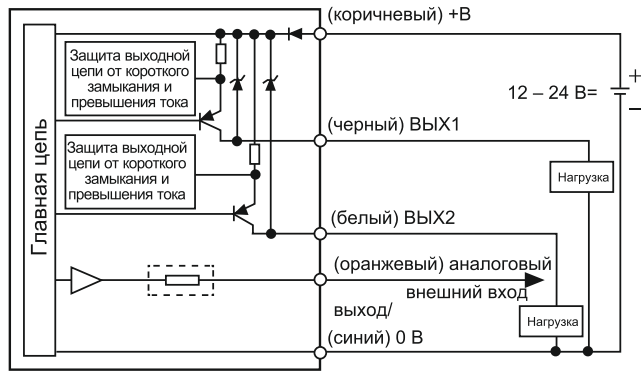 (коричневый) +В
Защита выходной
цепи от короткого
замыкания и
превышения тока
12 – 24 В=
+
–
(черный) ВЫХ1
Защита выходной
цепи от короткого
замыкания и
превышения тока
Нагрузка
Главная цепь
(белый) ВЫХ2
(оранжевый) аналоговый
внешний вход
выход/
Нагрузка
(синий) 0 В